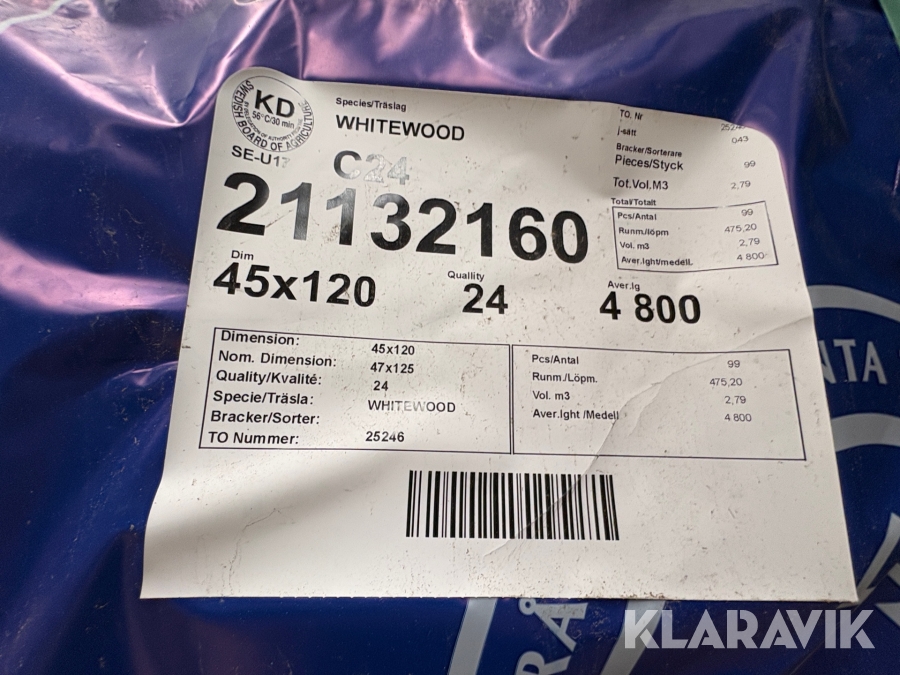 KD
56°C/30 min
SWEDISH BOARD OF AGRICULTURE
Species/Träslag
WHITEWOOD
C24
21132160
Dim
45x120
Quallity
24
Aver.lg
4 800
TO. Nr
j-sätt
043
Bracker/Sorterare
Pieces/Styck
99
Tot.Vol.M3
2,79
Total/Totalt
Pcs/Antal
99
Runm./löpm
475,20
Vol. m3
2,79
Aver.lght/medell.
4 800
Dimension:
45x120
Nom. Dimension:
47x125
Quality/Kvalité:
24
Specie/Träsla:
WHITEWOOD
Bracker/Sorter:
TO Nummer:
25246
Pcs/Antal
99
Runm./Löpm.
475,20
Vol. m3
2,79
Aver.lght /Medell
4 800
KLARAVIK